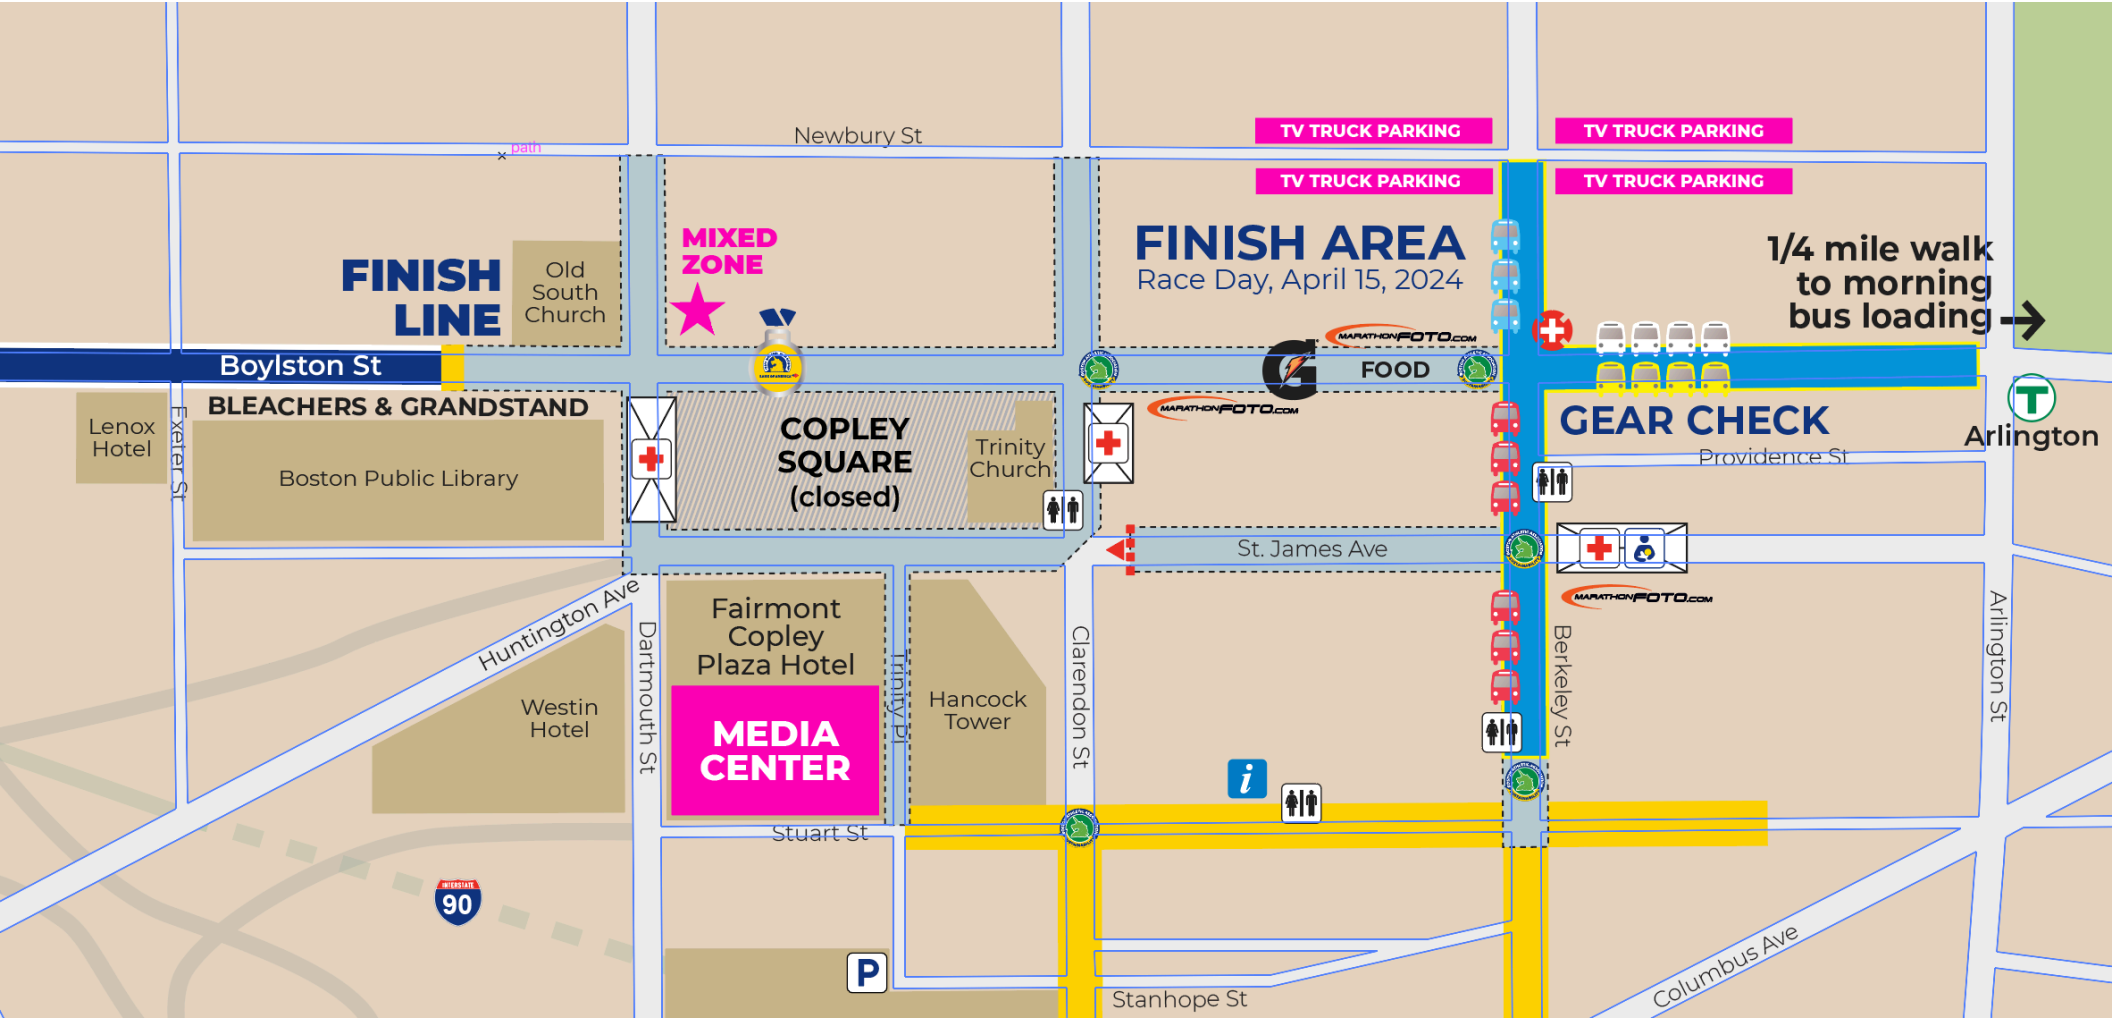 Newbury St
path
TV TRUCK PARKING
TV TRUCK PARKING
TV TRUCK PARKING
TV TRUCK PARKING
MIXED
ZONE
FINISH AREA
Race Day, April 15, 2024
1/4 mile walk
to morning
bus loading
FINISH
LINE
Old
South
Church
MARATHONFOTO.COM
Boylston St
FOOD
BLEACHERS & GRANDSTAND
MARATHONFOTO.COM
GEAR CHECK
T
Arlington
Lenox
Hotel
Exeter St
Boston Public Library
COPLEY
SQUARE
(closed)
Trinity
Church
Providence St
St. James Ave
MARATHONFOTO.COM
Huntington Ave
Dartmouth St
Fairmont
Copley
Plaza Hotel
MEDIA
CENTER
Trinity Pl
Hancock
Tower
Clarendon St
Berkeley St
Arlington St
Westin
Hotel
i
Stuart St
INTERSTATE
90
P
Stanhope St
Columbus Ave